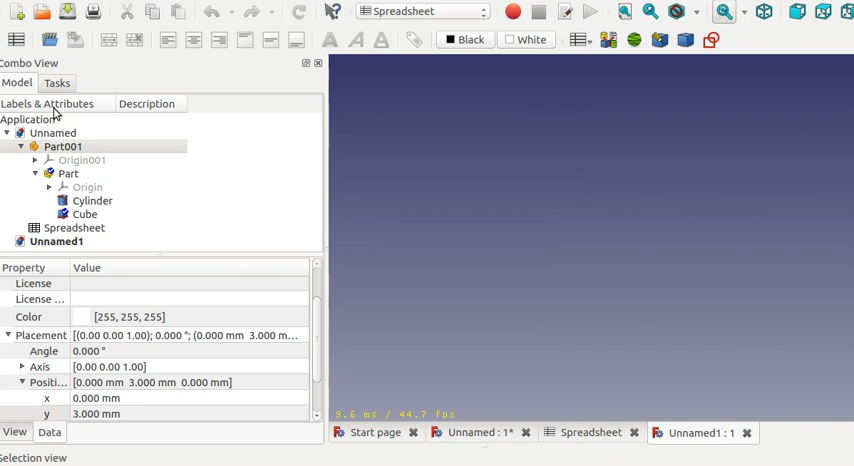 Spreadsheet
Black White
Combo View
Model Tasks
Labels & Attributes Description
Application
Unnamed
Part001
Origin001
Part
Origin
Cylinder
Cube
Spreadsheet
Unnamed1
Property Value
License
License ...
Color [255, 255, 255]
Placement [(0.00 0.00 1.00); 0.000 °; (0.000 mm 3.000 m...
Angle 0.000 °
Axis [0.00 0.00 1.00]
Positi... [0.000 mm 3.000 mm 0.000 mm]
x 0.000 mm
y 3.000 mm
9.6 ms / 44.7 fps
View Data
Start page Unnamed : 1* Spreadsheet Unnamed1 : 1
Selection view